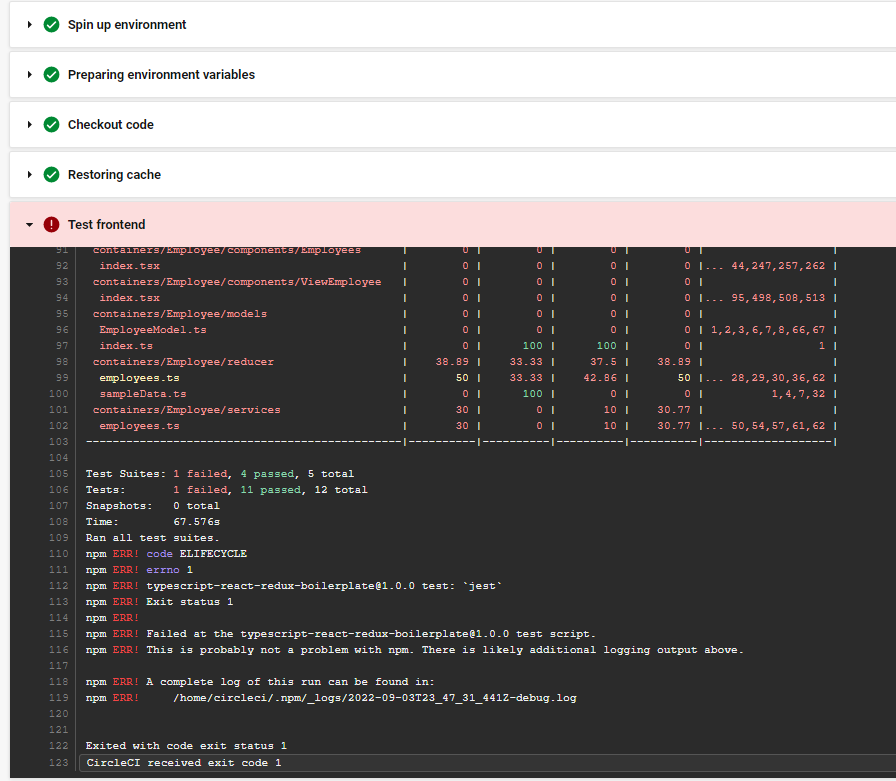 Spin up environment
Preparing environment variables
Checkout code
Restoring cache
Test frontend
91 containers/Employee/components/Employees | 0 | 0 | 0 | 0 | |
92 index.tsx | 0 | 0 | 0 | 0 |... 44,247,257,262 |
93 containers/Employee/components/ViewEmployee | 0 | 0 | 0 | 0 | |
94 index.tsx | 0 | 0 | 0 | 0 |... 95,498,508,513 |
95 containers/Employee/models | 0 | 0 | 0 | 0 | |
96 EmployeeModel.ts | 0 | 0 | 0 | 0 | 1,2,3,6,7,8,66,67 |
97 index.ts | 0 | 100 | 100 | 0 | 1 |
98 containers/Employee/reducer | 38.89 | 33.33 | 37.5 | 38.89 | |
99 employees.ts | 50 | 33.33 | 42.86 | 50 |... 28,29,30,36,62 |
100 sampleData.ts | 0 | 100 | 0 | 0 | 1,4,7,32 |
101 containers/Employee/services | 30 | 0 | 10 | 30.77 | |
102 employees.ts | 30 | 0 | 10 | 30.77 |... 50,54,57,61,62 |
103 -----------------------------------------------|----------|----------|----------|----------|-------------------|
104
105 Test Suites: 1 failed, 4 passed, 5 total
106 Tests: 1 failed, 11 passed, 12 total
107 Snapshots: 0 total
108 Time: 67.576s
109 Ran all test suites.
110 npm ERR! code ELIFECYCLE
111 npm ERR! errno 1
112 npm ERR! typescript-react-redux-boilerplate@1.0.0 test: `jest`
113 npm ERR! Exit status 1
114 npm ERR!
115 npm ERR! Failed at the typescript-react-redux-boilerplate@1.0.0 test script.
116 npm ERR! This is probably not a problem with npm. There is likely additional logging output above.
117
118 npm ERR! A complete log of this run can be found in:
119 npm ERR! /home/circleci/.npm/_logs/2022-09-03T23_47_31_441Z-debug.log
120
121
122 Exited with code exit status 1
123 CircleCI received exit code 1